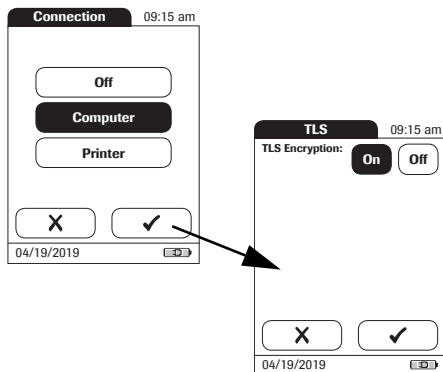 Connection 09:15 am
Off
Computer
Printer
04/19/2019
TLS 09:15 am
TLS Encryption: On Off
04/19/2019